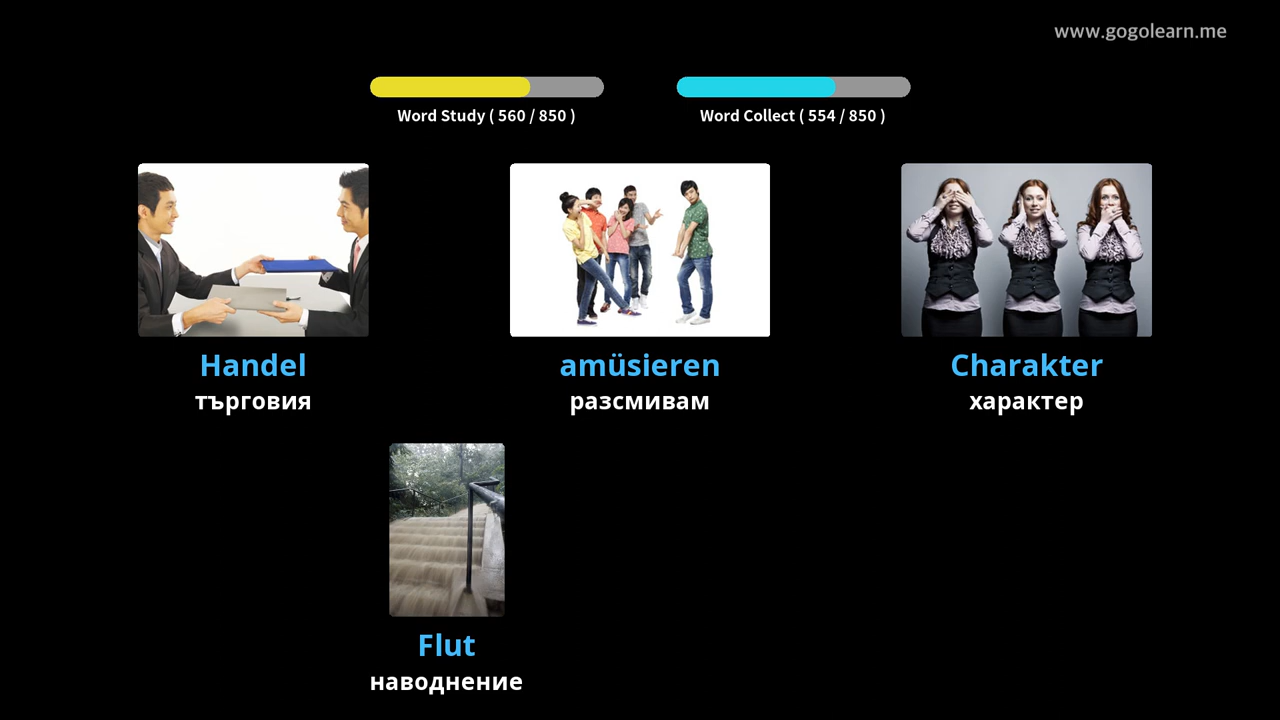 www.gogolearn.me
Word Study ( 560 / 850 )
Word Collect ( 554 / 850 )
Handel
търговия
amüsieren
разсмивам
Charakter
характер
Flut
наводнение